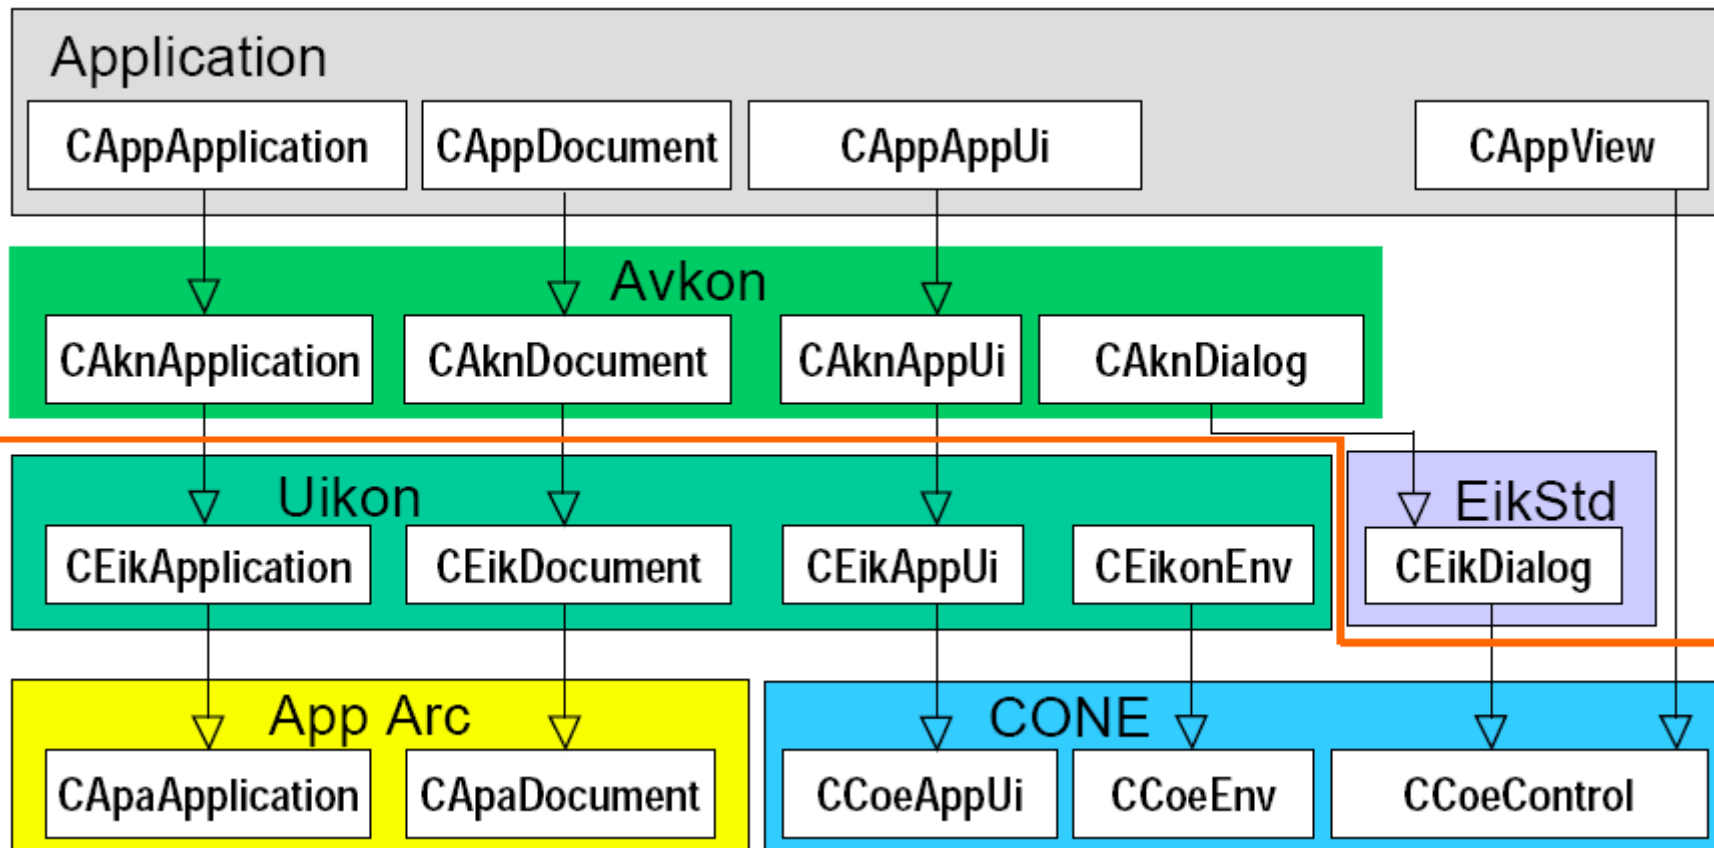 Application
CAppApplication
CAppDocument
CAppAppUi
CAppView
Avkon
CAknApplication
CAknDocument
CAknAppUi
CAknDialog
Uikon
EikStd
CEikApplication
CEikDocument
CEikAppUi
CEikonEnv
CEikDialog
App Arc
CONE
CApaApplication
CApaDocument
CCoeAppUi
CCoeEnv
CCoeControl